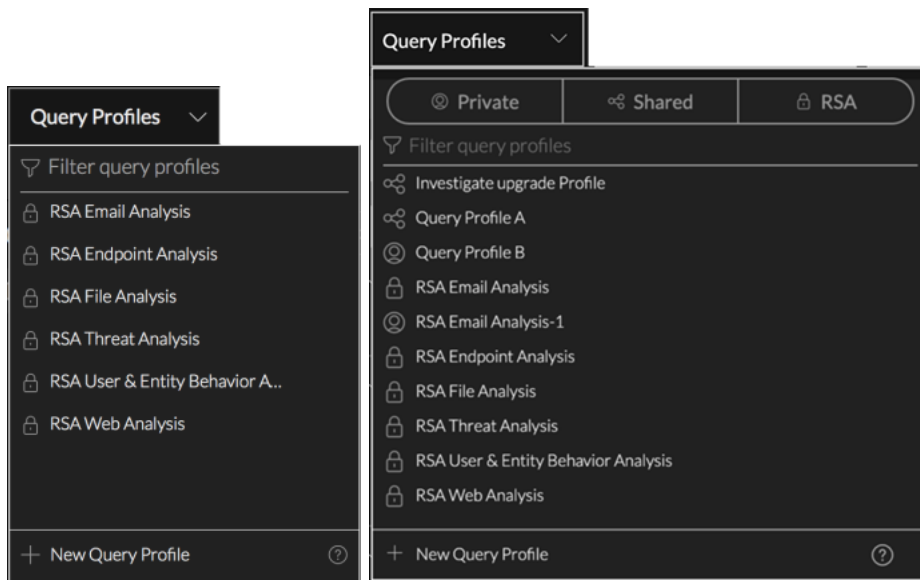 Query Profiles
Filter query profiles
RSA Email Analysis
RSA Endpoint Analysis
RSA File Analysis
RSA Threat Analysis
RSA User & Entity Behavior A...
RSA Web Analysis
New Query Profile
Query Profiles
Private Shared RSA
Filter query profiles
Investigate upgrade Profile
Query Profile A
Query Profile B
RSA Email Analysis
RSA Email Analysis-1
RSA Endpoint Analysis
RSA File Analysis
RSA Threat Analysis
RSA User & Entity Behavior Analysis
RSA Web Analysis
New Query Profile